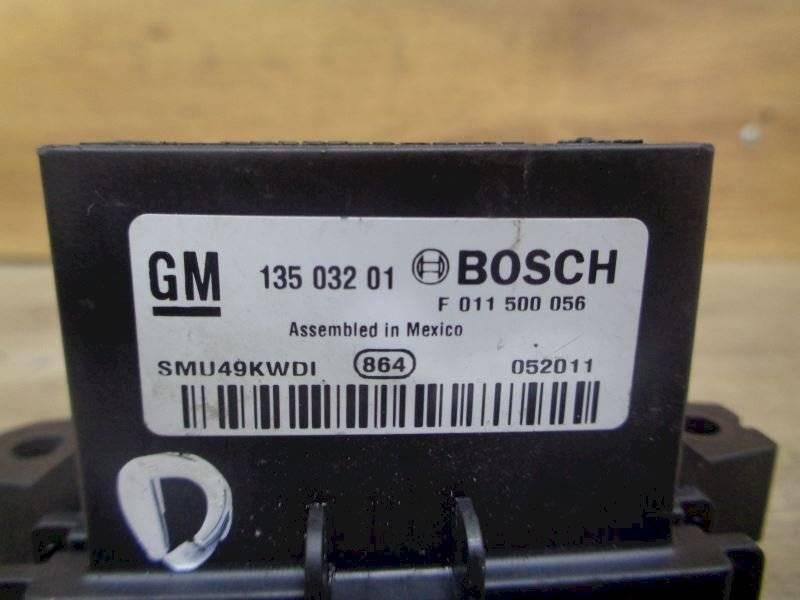 GM 135 032 01 BOSCH
F 011 500 056
Assembled in Mexico
SMU49KWDI 864 052011
D